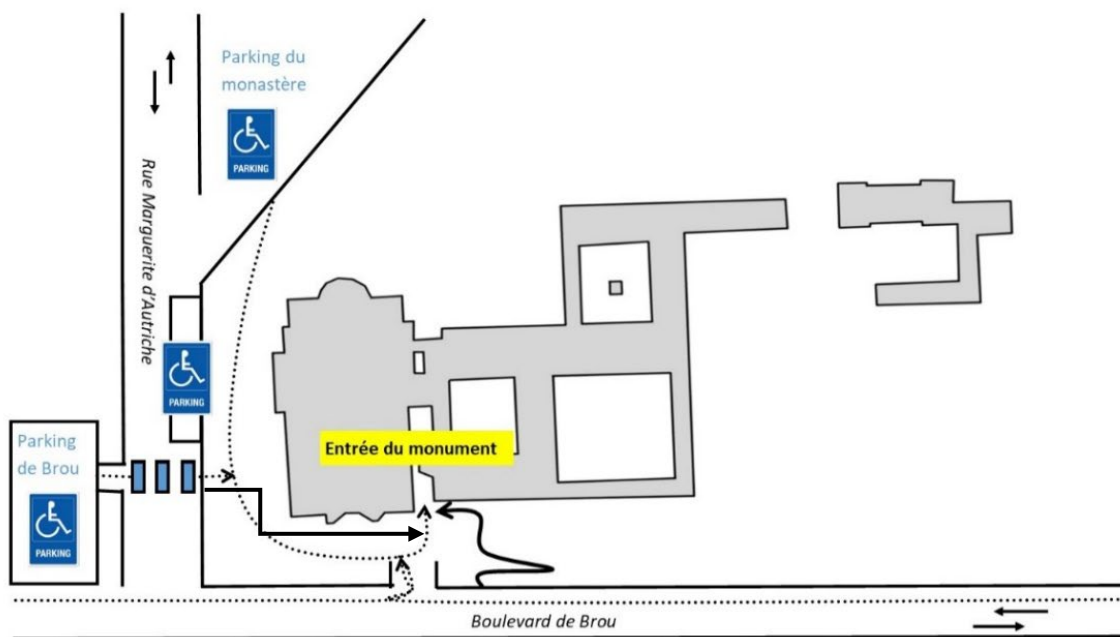 Parking du
monastère
PARKING
Rue Marguerite d'Autriche
PARKING
Entrée du monument
Parking
de Brou
PARKING
Boulevard de Brou